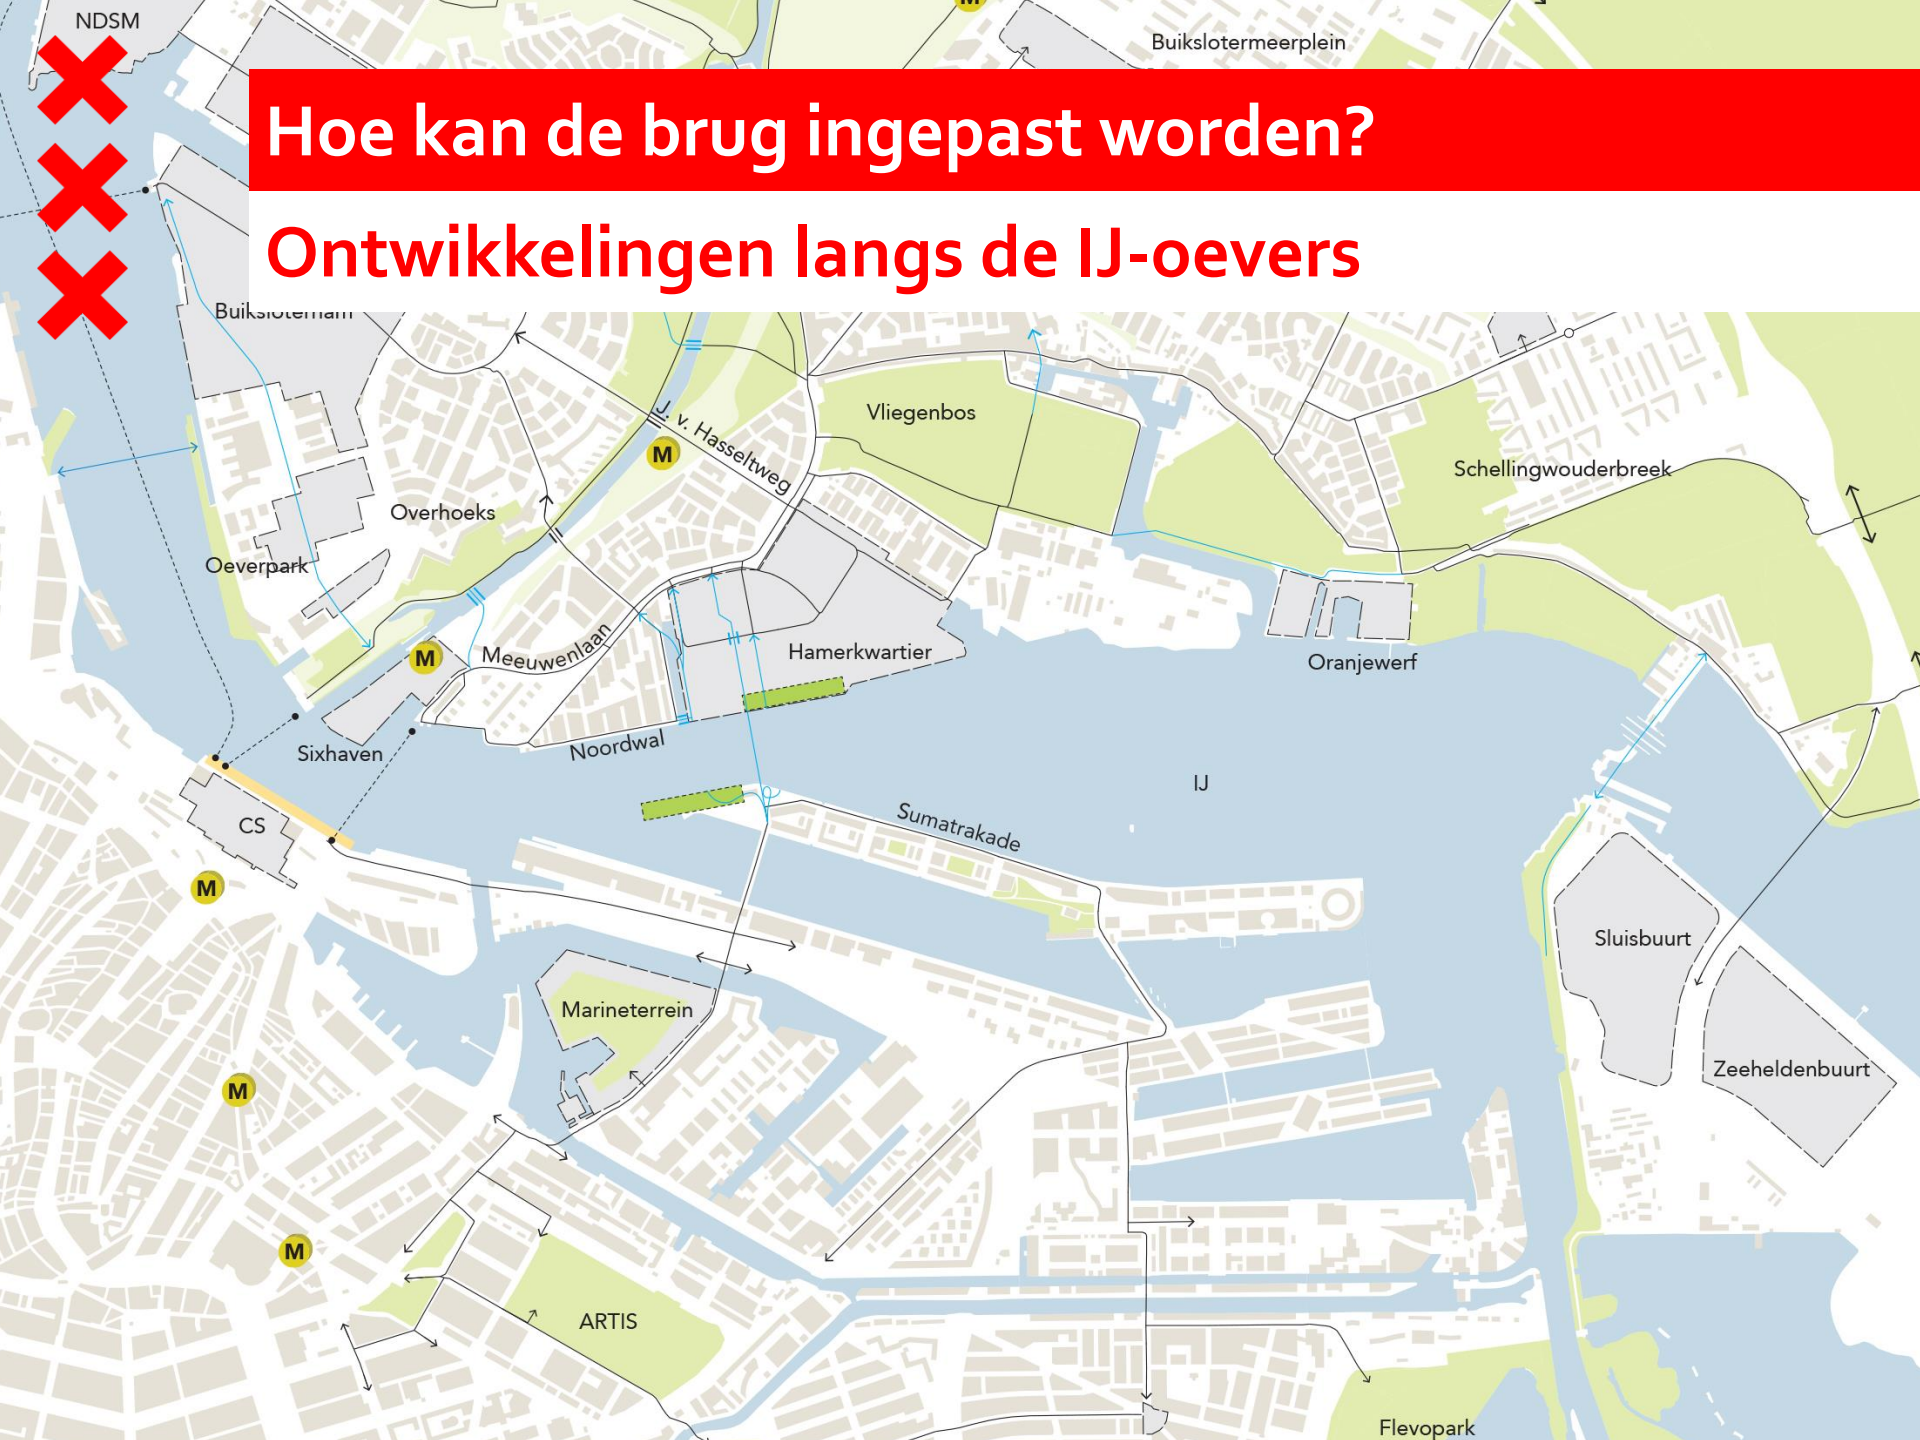 NDSM
M
Buikslotermeerplein
Hoe kan de brug ingepast worden?
Ontwikkelingen langs de IJ-oevers
Buiksloterham
J. v. Hasseltweg
Vliegenbos
M
Schellingwouderbreek
Overhoeks
Oeverpark
M
Meeuwenlaan
Hamerkwartier
Oranjewerf
Sixhaven
Noordwal
IJ
CS
Sumatrakade
M
Sluisbuurt
Marineterrein
Zeeheldenbuurt
M
M
ARTIS
Flevopark